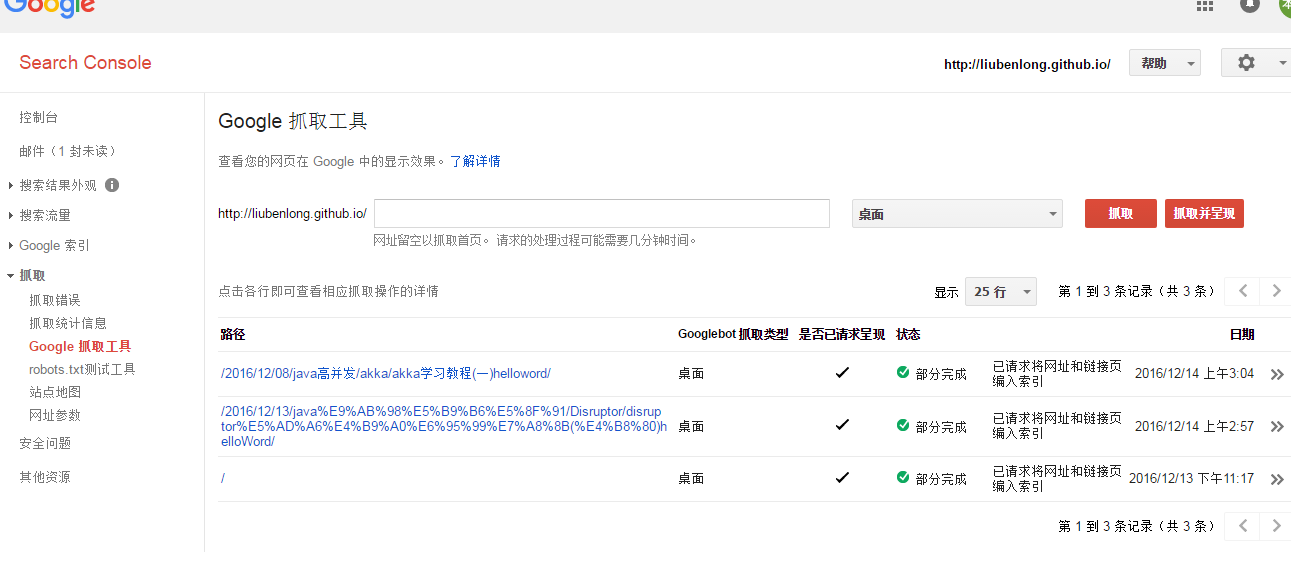 Google
Search Console
http://liubenlong.github.io/
帮助
控制台
邮件（1 封未读）
搜索结果外观
搜索流量
Google 索引
抓取
抓取错误
抓取统计信息
Google 抓取工具
robots.txt测试工具
站点地图
网址参数
安全问题
其他资源
Google 抓取工具
查看您的网页在 Google 中的显示效果。了解详情
http://liubenlong.github.io/
桌面
抓取
抓取并呈现
网址留空以抓取首页。 请求的处理过程可能需要几分钟时间。
点击各行即可查看相应抓取操作的详情
显示 25 行 第 1 到 3 条记录（共 3 条）
路径 Googlebot 抓取类型 是否已请求呈现 状态 日期
/2016/12/08/java高并发/akka/akka学习教程(一)helloword/ 桌面 部分完成 已请求将网址和链接页
编入索引 2016/12/14 上午3:04
/2016/12/13/java%E9%AB%98%E5%B9%B6%E5%8F%91/Disruptor/disrup
tor%E5%AD%A6%E4%B9%A0%E6%95%99%E7%A8%8B(%E4%B8%80)h
elloWord/ 桌面 部分完成 已请求将网址和链接页
编入索引 2016/12/14 上午2:57
/ 桌面 部分完成 已请求将网址和链接页
编入索引 2016/12/13 下午11:17
第 1 到 3 条记录（共 3 条）